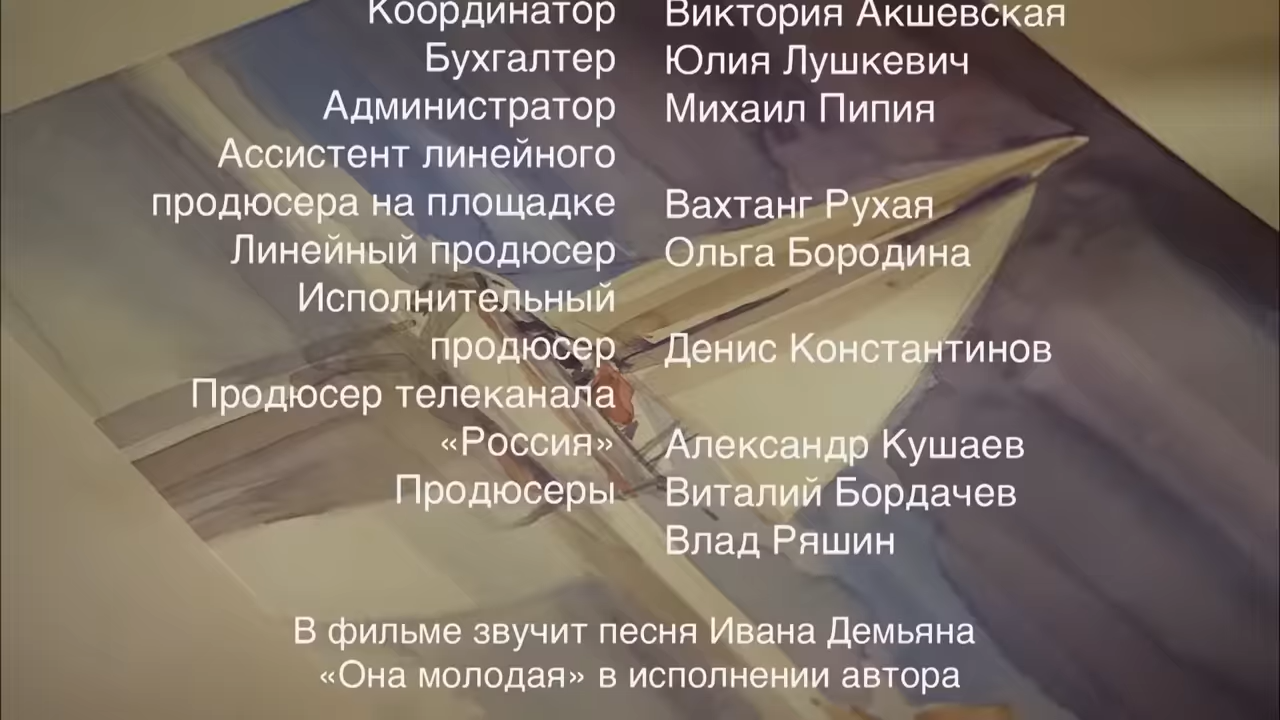 Координатор Виктория Акшевская
Бухгалтер Юлия Лушкевич
Администратор Михаил Пипия
Ассистент линейного
продюсера на площадке Вахтанг Рухая
Линейный продюсер Ольга Бородина
Исполнительный
продюсер Денис Константинов
Продюсер телеканала
«Россия» Александр Кушаев
Продюсеры Виталий Бордачев
Влад Ряшин
В фильме звучит песня Ивана Демьяна
«Она молодая» в исполнении автора